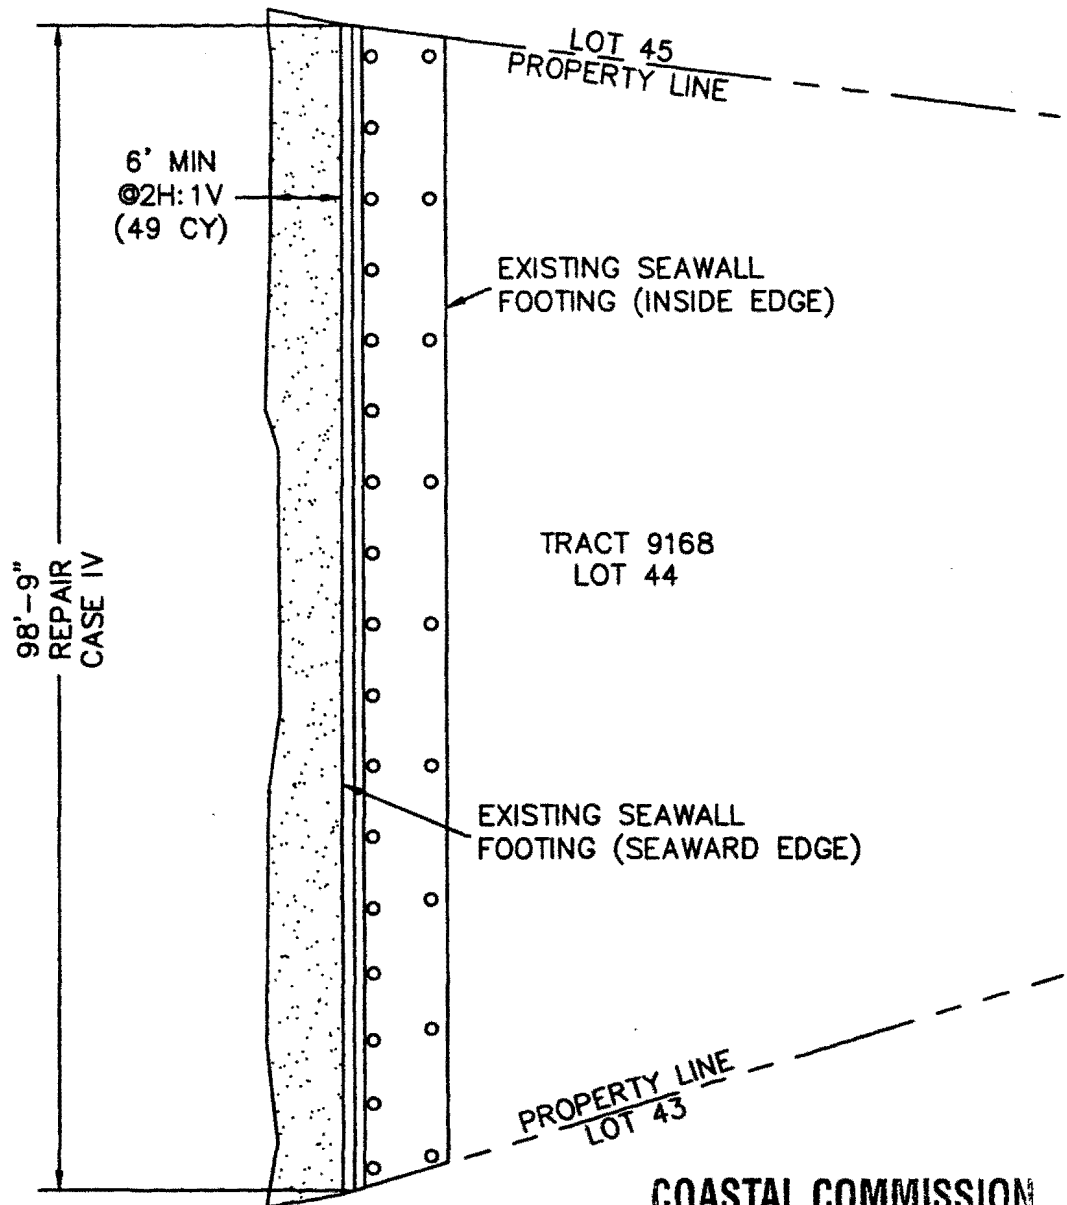 LOT 45
PROPERTY LINE
6' MIN
@2H:1V
(49 CY)
EXISTING SEAWALL
FOOTING (INSIDE EDGE)
98'-9"
REPAIR
CASE IV
TRACT 9168
LOT 44
EXISTING SEAWALL
FOOTING (SEAWARD EDGE)
PROPERTY LINE
LOT 43
COASTAL COMMISSION